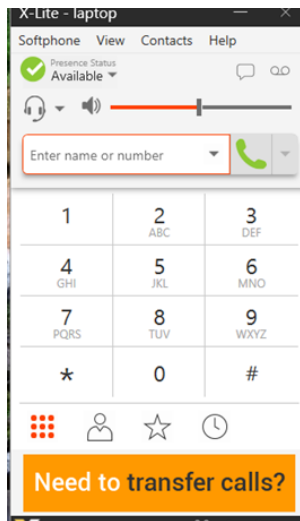 X-Lite - laptop
Softphone View Contacts Help
Presence Status
Available
Enter name or number
1 2 3
ABC DEF
4 5 6
GHI JKL MNO
7 8 9
PQRS TUV WXYZ
* 0 #
Need to transfer calls?